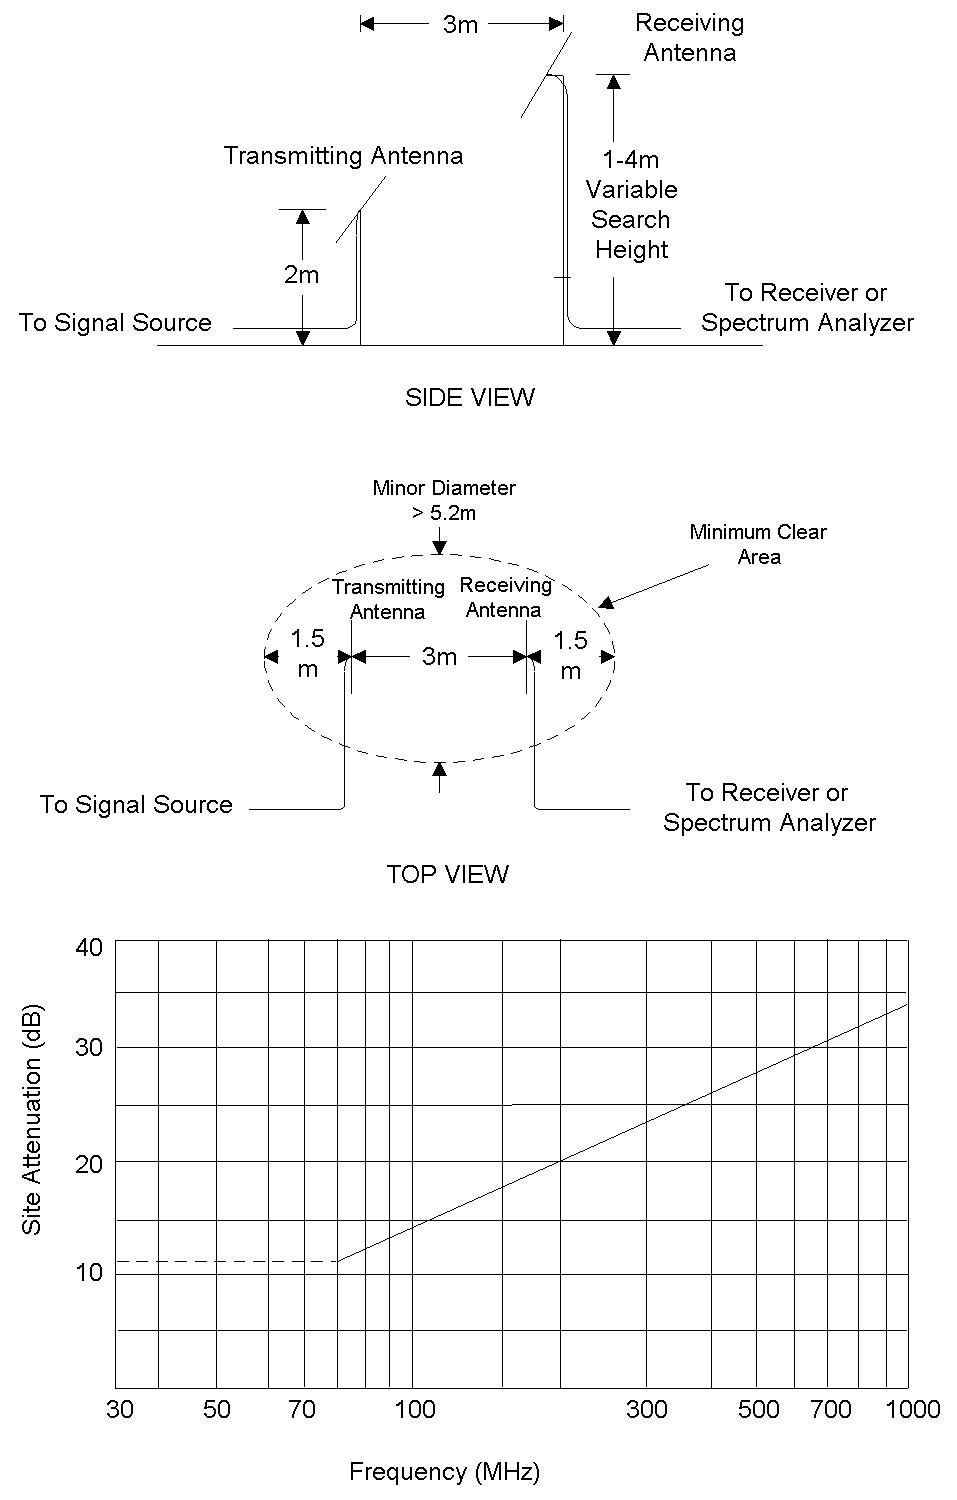 3m
Receiving
Antenna
Transmitting Antenna
1-4m
Variable
Search
Height
2m
To Signal Source
To Receiver or
Spectrum Analyzer
SIDE VIEW
Minor Diameter
> 5.2m
Minimum Clear
Area
Transmitting
Antenna
Receiving
Antenna
1.5
m
3m
1.5
m
To Signal Source
To Receiver or
Spectrum Analyzer
TOP VIEW
40
30
20
10
Site Attenuation (dB)
30 50 70 100 300 500 700 1000
Frequency (MHz)